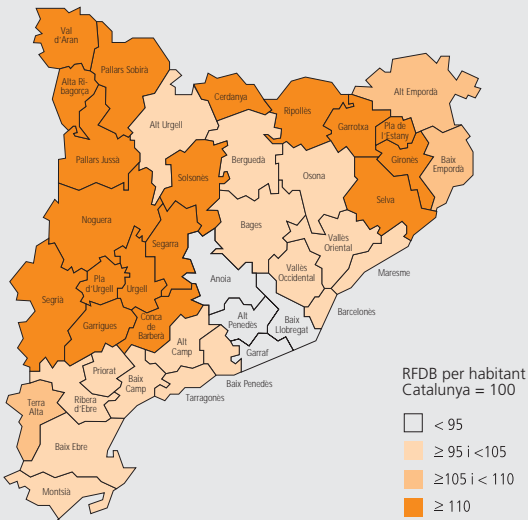 Val
d'Aran
Pallars Sobirà
Alta Ri-
bagorça
Cerdanya
Ripollès
Alt Empordà
Alt Urgell
Garrotxa
Pla de
l'Estany
Pallars Jussà
Berguedà
Gironès
Baix
Empordà
Solsonès
Osona
Selva
Noguera
Bages
Segarra
Vallès
Oriental
Maresme
Pla
d'Urgell
Urgell
Anoia
Vallès
Occidental
Segrià
Barcelonès
Garrigues
Conca
de
Barberà
Alt
Penedès
Baix
Llobregat
Alt
Camp
Garraf
Priorat
Baix
Camp
Baix Penedès
Tarragonès
Terra
Alta
Ribera
d'Ebre
Baix Ebre
Montsià
RFDB per habitant
Catalunya = 100
< 95
≥ 95 i <105
≥105 i < 110
≥ 110